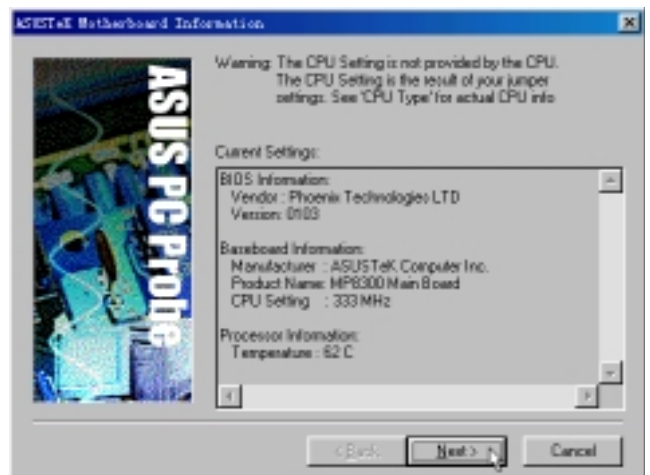 ASUSTeK Motherboard Information
Warning: The CPU Setting is not provided by the CPU.
The CPU Setting is the result of your jumper
settings. See 'CPU Type' for actual CPU info
ASUS PC Probe
Current Settings:
BIOS Information:
Vendor : Phoenix Technologies LTD
Version: 0103
Baseboard Information:
Manufacturer : ASUSTeK Computer Inc.
Product Name: MP8300 Main Board
CPU Setting : 333 MHz
Processor Information:
Temperature : 62 C
< Back
Next >
Cancel